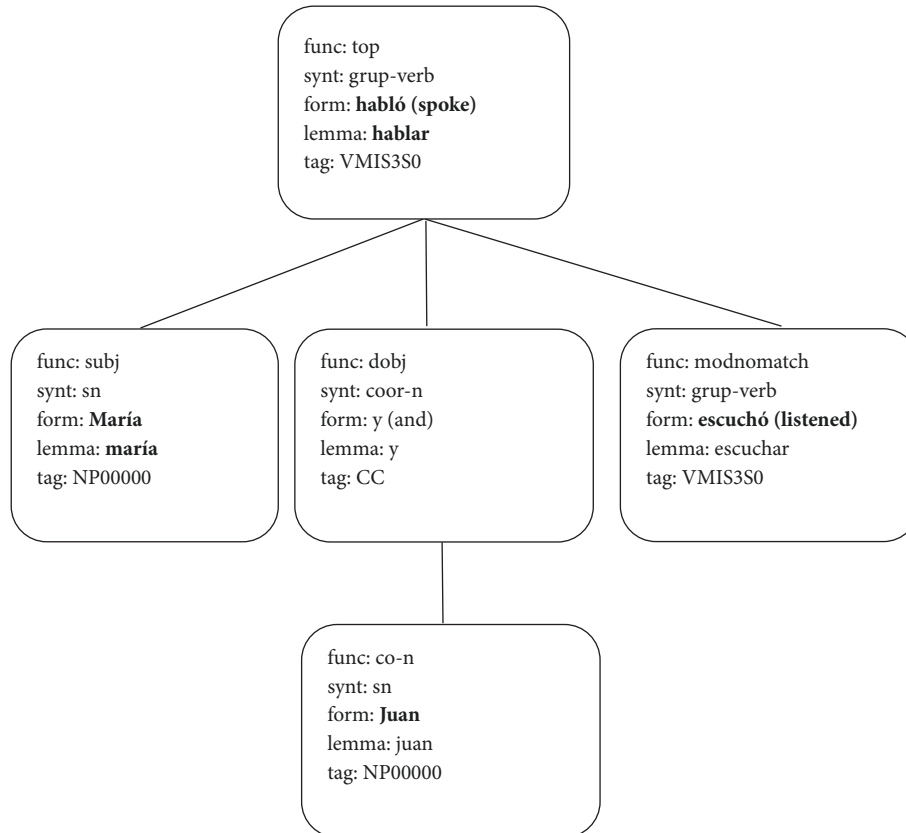 func: top
synt: grup-verb
form: habló (spoke)
lemma: hablar
tag: VMIS3S0
func: subj
synt: sn
form: María
lemma: maría
tag: NP00000
func: dobj
synt: coor-n
form: y (and)
lemma: y
tag: CC
func: modnomatch
synt: grup-verb
form: escuchó (listened)
lemma: escuchar
tag: VMIS3S0
func: co-n
synt: sn
form: Juan
lemma: juan
tag: NP00000